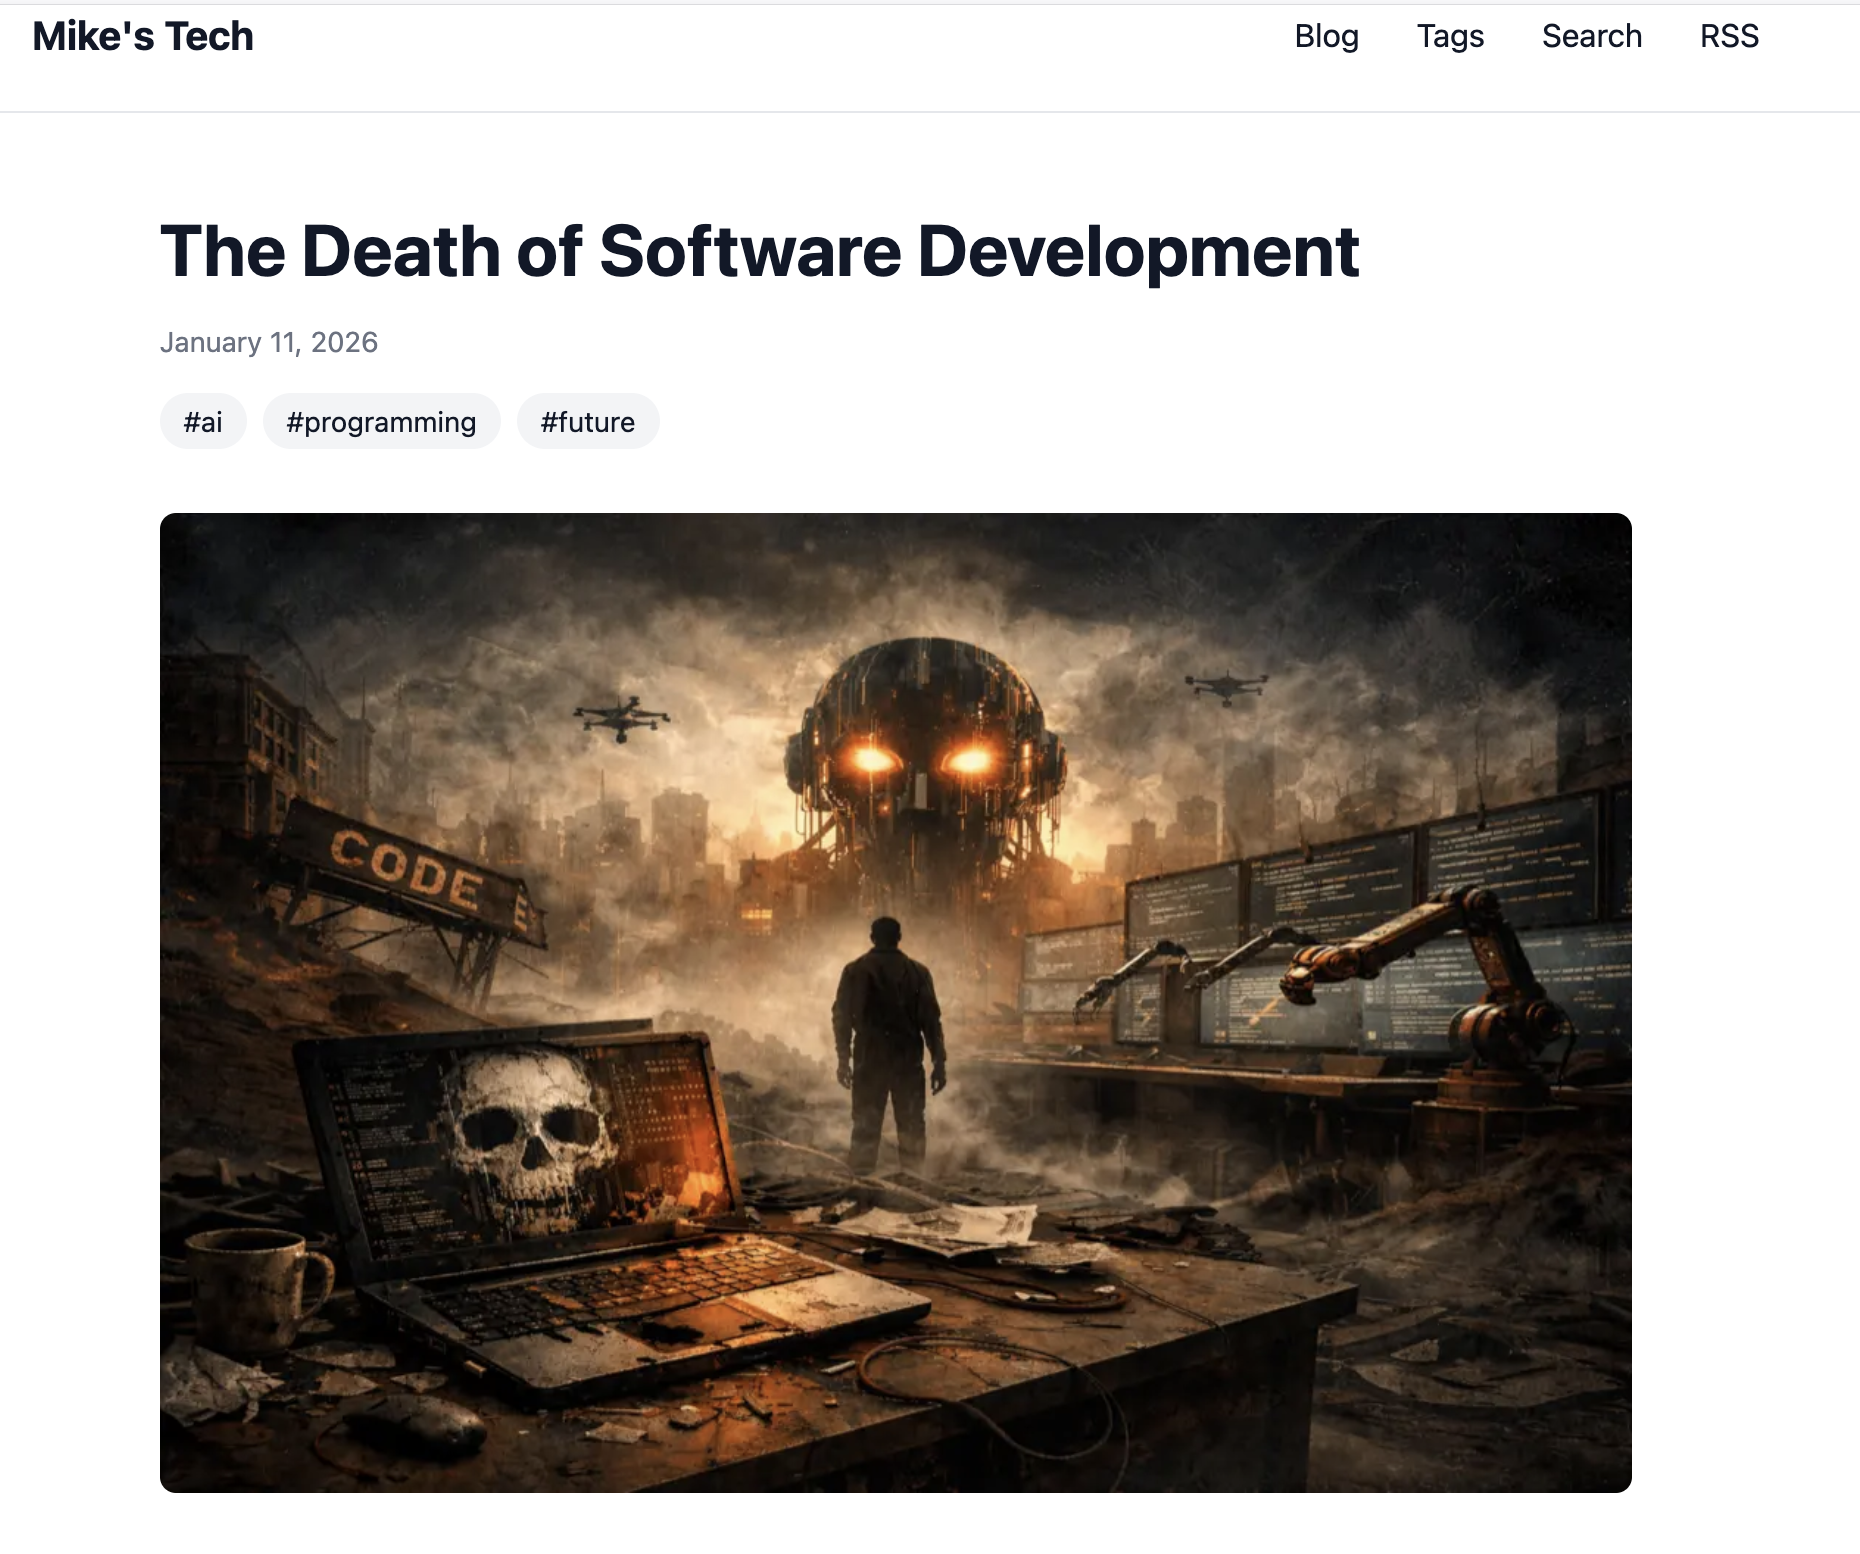 Mike's Tech
Blog Tags Search RSS
The Death of Software Development
January 11, 2026
#ai #programming #future
CODE E